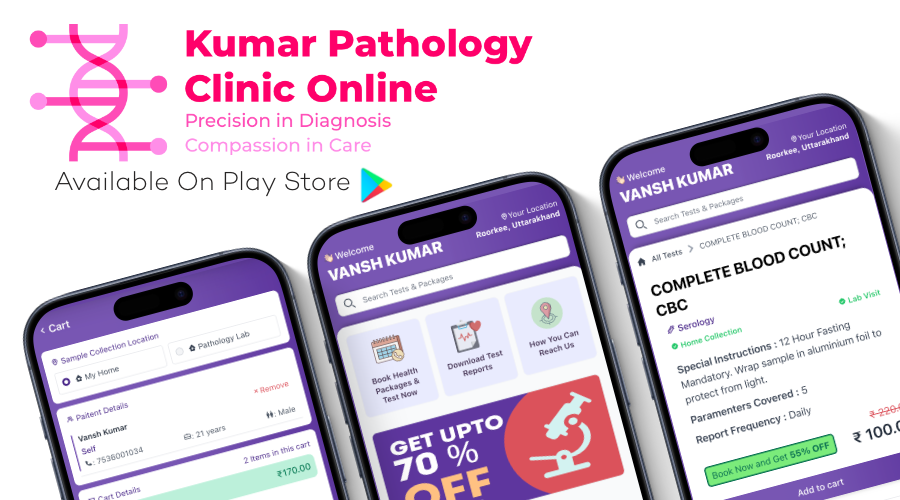 Kumar Pathology
Clinic Online
Precision in Diagnosis
Compassion in Care
Available On Play Store
Cart
Sample Collection Location
My Home
Pathology Lab
Paitent Details
× Remove
Vansh Kumar
Self
: 7536001034
: 21 years
: Male
Cart Details
2 Items in this cart
₹170.00
Welcome
VANSH KUMAR
Your Location
Roorkee, Uttarakhand
Search Tests & Packages
Book Health
Packages &
Test Now
Download Test
Reports
How You Can
Reach Us
GET UPTO
70 %
OFF
Welcome
VANSH KUMAR
Your Location
Roorkee, Uttarakhand
Search Tests & Packages
All Tests > COMPLETE BLOOD COUNT; CBC
COMPLETE BLOOD COUNT;
CBC
Serology
Home Collection
Lab Visit
Special Instructions : 12 Hour Fasting
Mandatory. Wrap sample in aluminium foil to
protect from light.
Paramenters Covered : 5
Report Frequency : Daily
₹ 220.
Book Now and Get 55% OFF
₹ 100.0
Add to cart